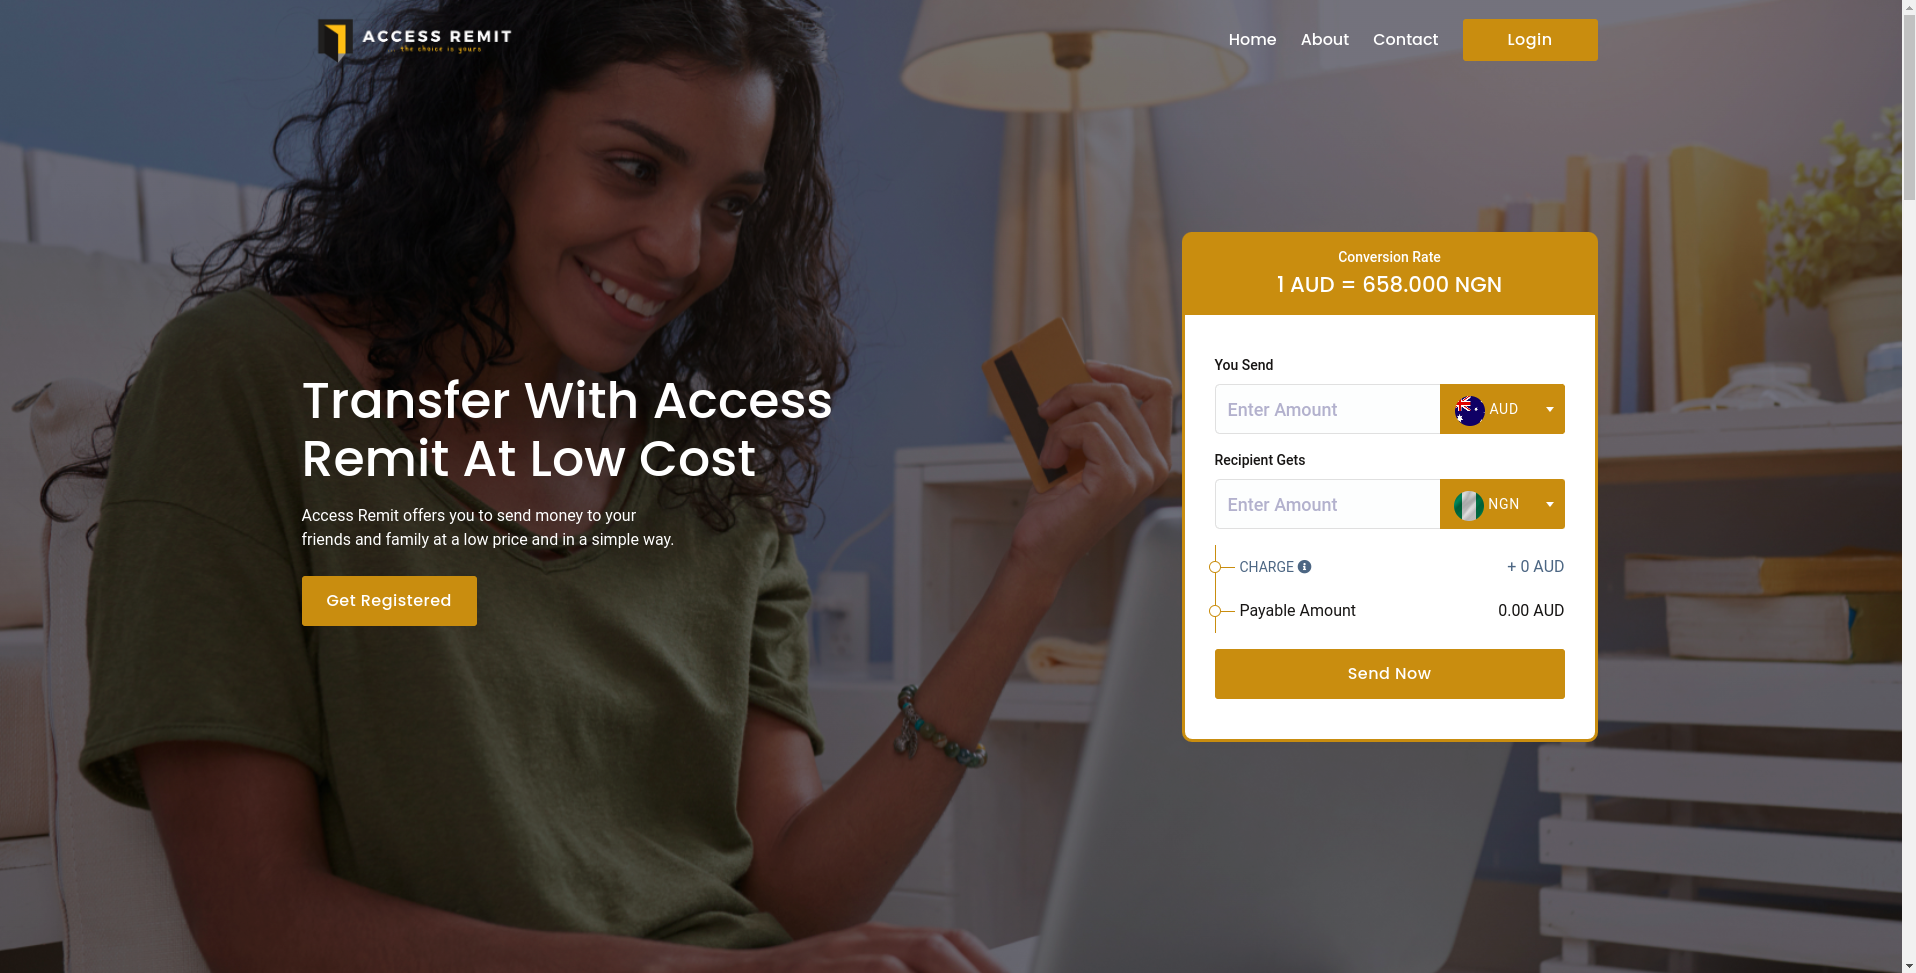 ACCESS REMIT
the choice is yours
Home About Contact Login
Conversion Rate
1 AUD = 658.000 NGN
You Send
Enter Amount AUD
Recipient Gets
Enter Amount NGN
CHARGE + 0 AUD
Payable Amount 0.00 AUD
Send Now
Transfer With Access
Remit At Low Cost
Access Remit offers you to send money to your
friends and family at a low price and in a simple way.
Get Registered